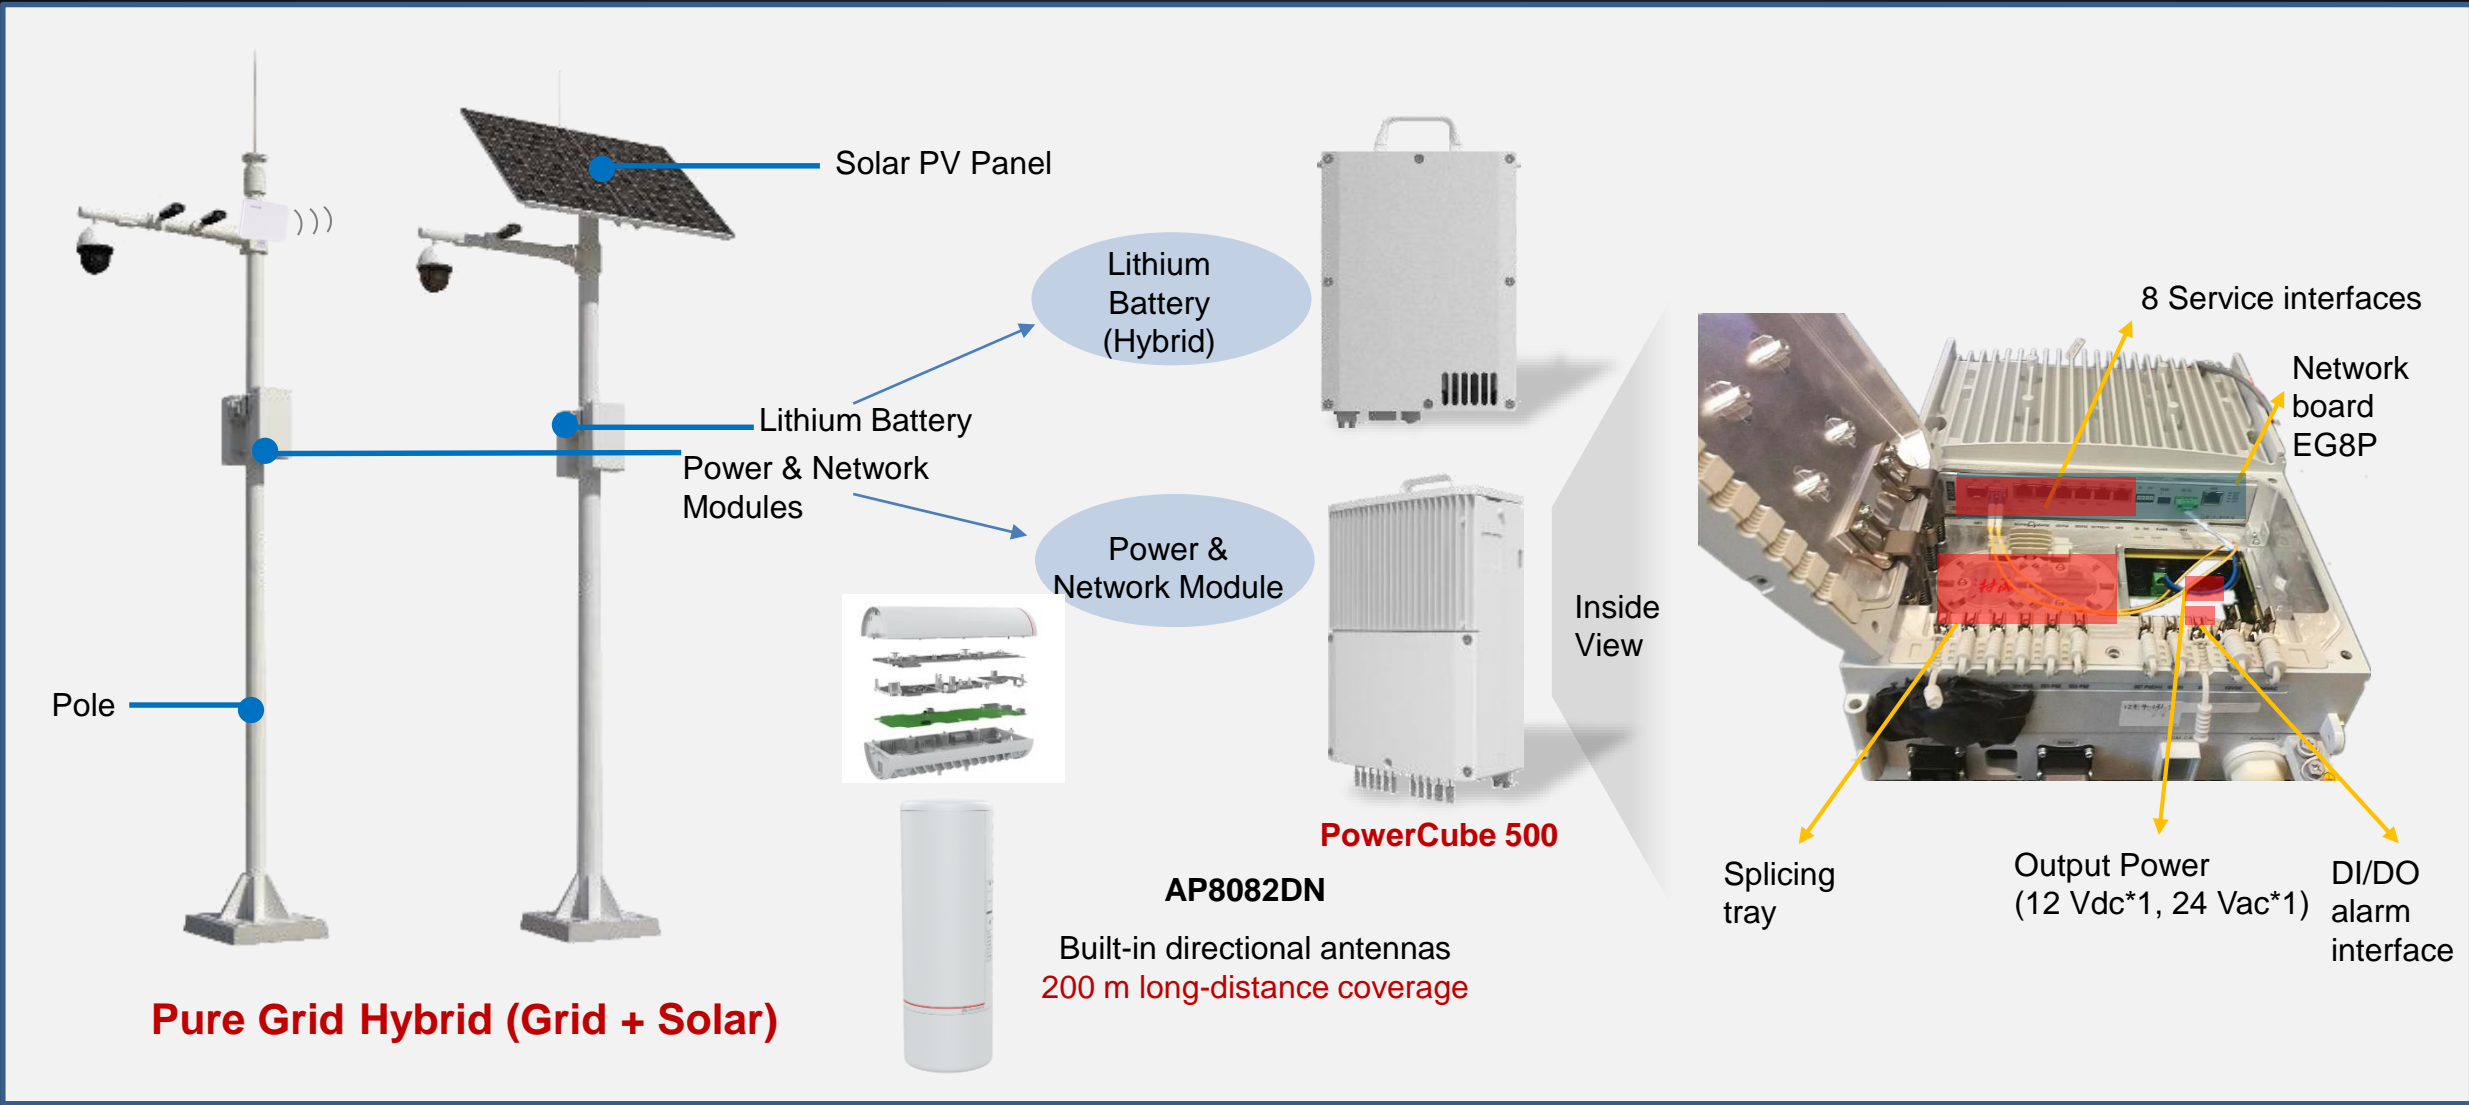 Solar PV Panel
Lithium
Battery
(Hybrid)
Lithium Battery
Power & Network
Modules
Power &
Network Module
Pole
Pure Grid Hybrid (Grid + Solar)
PowerCube 500
AP8082DN
Built-in directional antennas
200 m long-distance coverage
Inside
View
8 Service interfaces
Network
board
EG8P
Splicing
tray
Output Power
(12 Vdc*1, 24 Vac*1)
DI/DO
alarm
interface